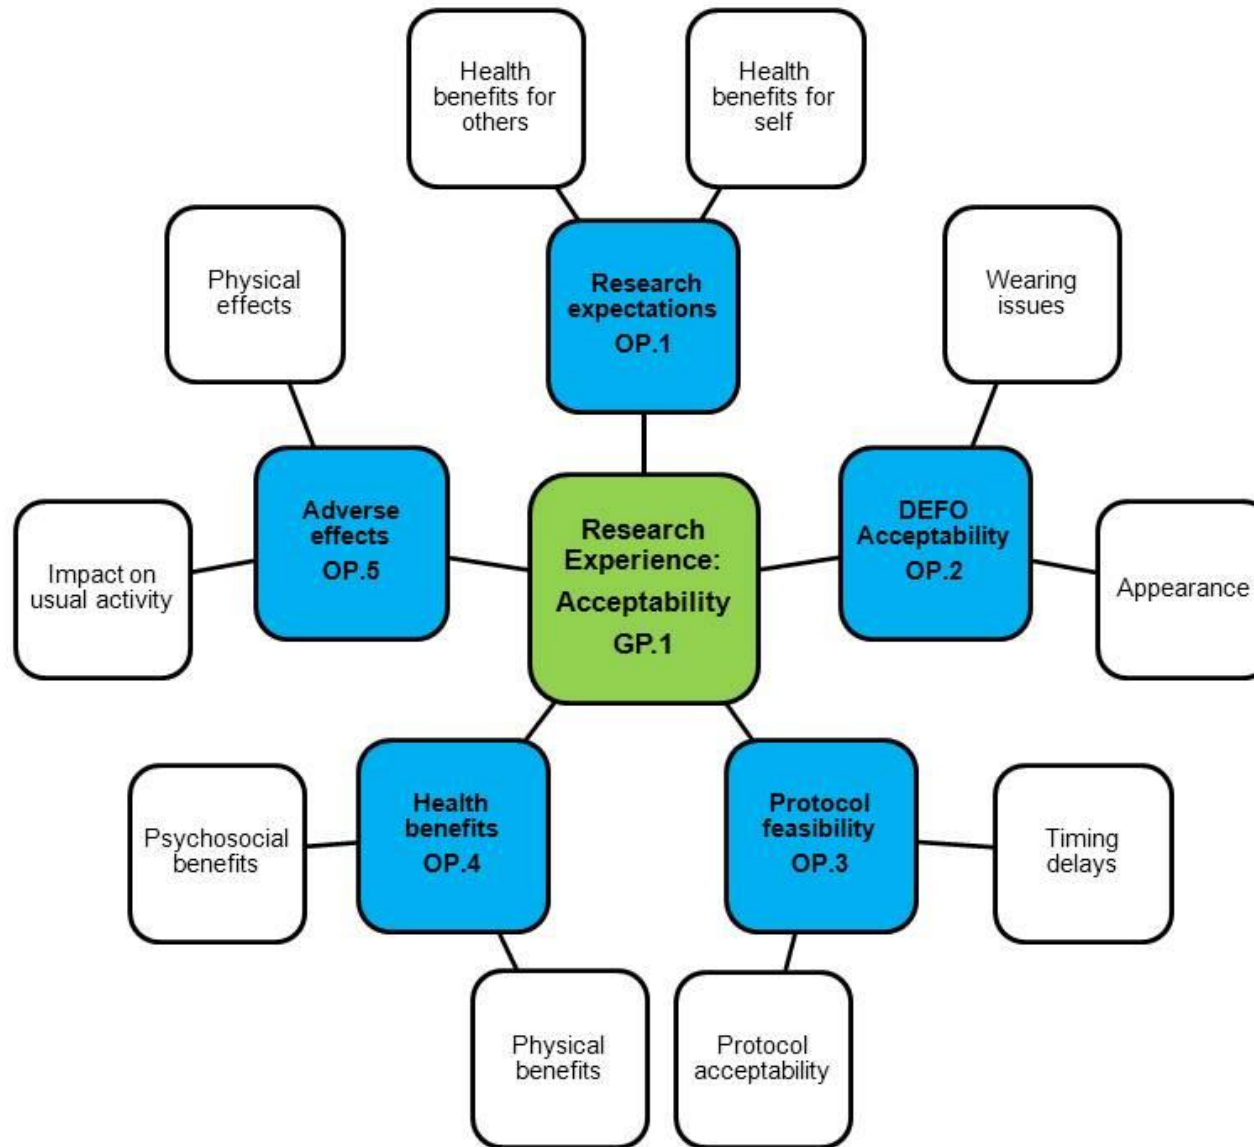 Health
benefits for
others
Health
benefits for
self
Research
expectations
OP.1
Physical
effects
Wearing
issues
Adverse
effects
OP.5
DEFO
Acceptability
OP.2
Research
Experience:
Acceptability
GP.1
Impact on
usual activity
Appearance
Health
benefits
OP.4
Protocol
feasibility
OP.3
Psychosocial
benefits
Timing
delays
Physical
benefits
Protocol
acceptability